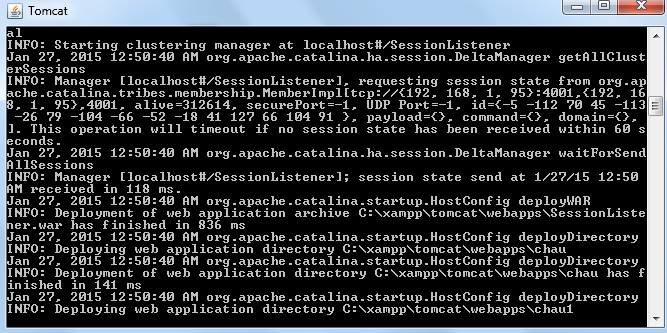 Tomcat
al
INFO: Starting clustering manager at localhost#/SessionListener
Jan 27, 2015 12:50:40 AM org.apache.catalina.ha.session.DeltaManager getAllClust
erSessions
INFO: Manager [localhost#/SessionListener], requesting session state from org.ap
ache.catalina.tribes.membership.MemberImpl[tcp://{192, 168, 1, 95}:4001,{192, 16
8, 1, 95},4001, alive=312614, securePort=-1, UDP Port=-1, id={-5 -112 70 45 -113
 -26 79 -104 -66 -52 -18 41 127 66 104 91 }, payload={}, command={}, domain={},
]. This operation will timeout if no session state has been received within 60 s
econds.
Jan 27, 2015 12:50:40 AM org.apache.catalina.ha.session.DeltaManager waitForSend
AllSessions
INFO: Manager [localhost#/SessionListener]; session state send at 1/27/15 12:50
AM received in 118 ms.
Jan 27, 2015 12:50:40 AM org.apache.catalina.startup.HostConfig deployWAR
INFO: Deployment of web application archive C:\xampp\tomcat\webapps\SessionListe
ner.war has finished in 836 ms
Jan 27, 2015 12:50:40 AM org.apache.catalina.startup.HostConfig deployDirectory
INFO: Deploying web application directory C:\xampp\tomcat\webapps\chau
Jan 27, 2015 12:50:40 AM org.apache.catalina.startup.HostConfig deployDirectory
INFO: Deployment of web application directory C:\xampp\tomcat\webapps\chau has f
inished in 141 ms
Jan 27, 2015 12:50:40 AM org.apache.catalina.startup.HostConfig deployDirectory
INFO: Deploying web application directory C:\xampp\tomcat\webapps\chau1